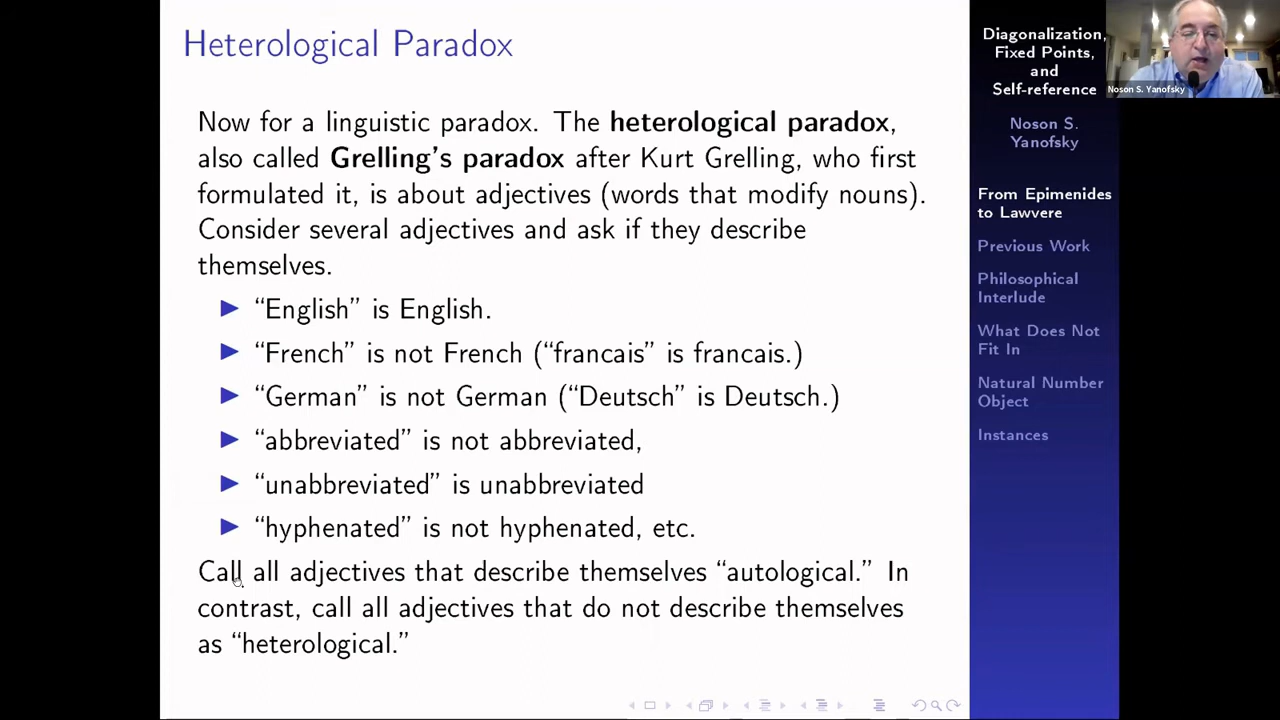 Heterological Paradox
Now for a linguistic paradox. The heterological paradox,
also called Grelling's paradox after Kurt Grelling, who first
formulated it, is about adjectives (words that modify nouns).
Consider several adjectives and ask if they describe
themselves.
"English" is English.
"French" is not French ("francais" is francais.)
"German" is not German ("Deutsch" is Deutsch.)
"abbreviated" is not abbreviated,
"unabbreviated" is unabbreviated
"hyphenated" is not hyphenated, etc.
Call all adjectives that describe themselves "autological." In
contrast, call all adjectives that do not describe themselves
as "heterological."
Diagonalization,
Fixed Points,
and
Self-reference
Noson S.
Yanofsky
From Epimenides
to Lawvere
Previous Work
Philosophical
Interlude
What Does Not
Fit In
Natural Number
Object
Instances
Noson S. Yanofsky